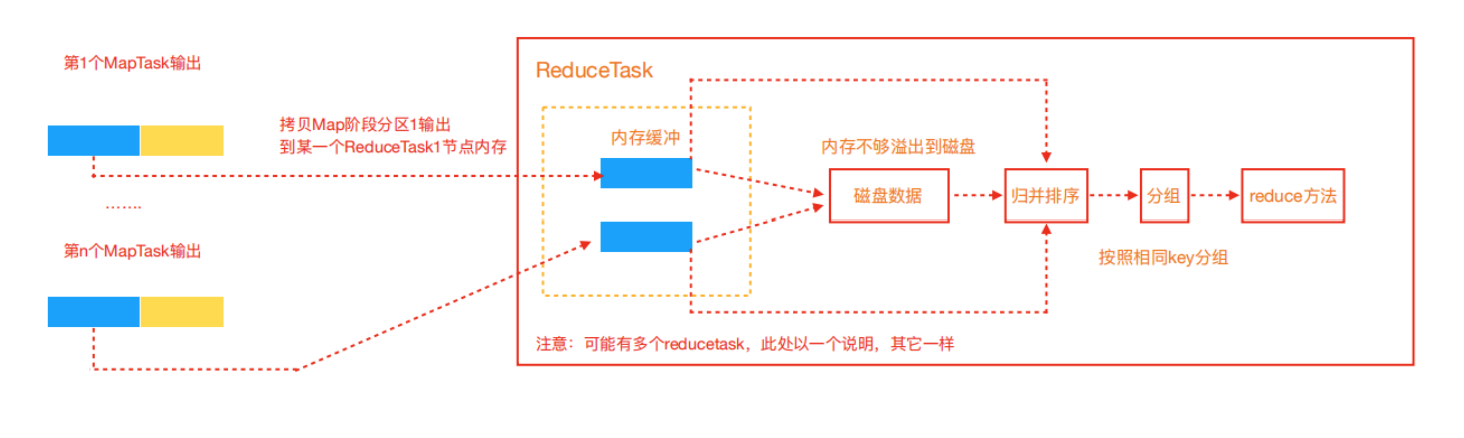 第1个MapTask输出
拷贝Map阶段分区1输出
到某一个ReduceTask1节点内存
.......
第n个MapTask输出
ReduceTask
内存缓冲
内存不够溢出到磁盘
磁盘数据
归并排序
分组
reduce方法
按照相同key分组
注意：可能有多个reducetask，此处以一个说明，其它一样